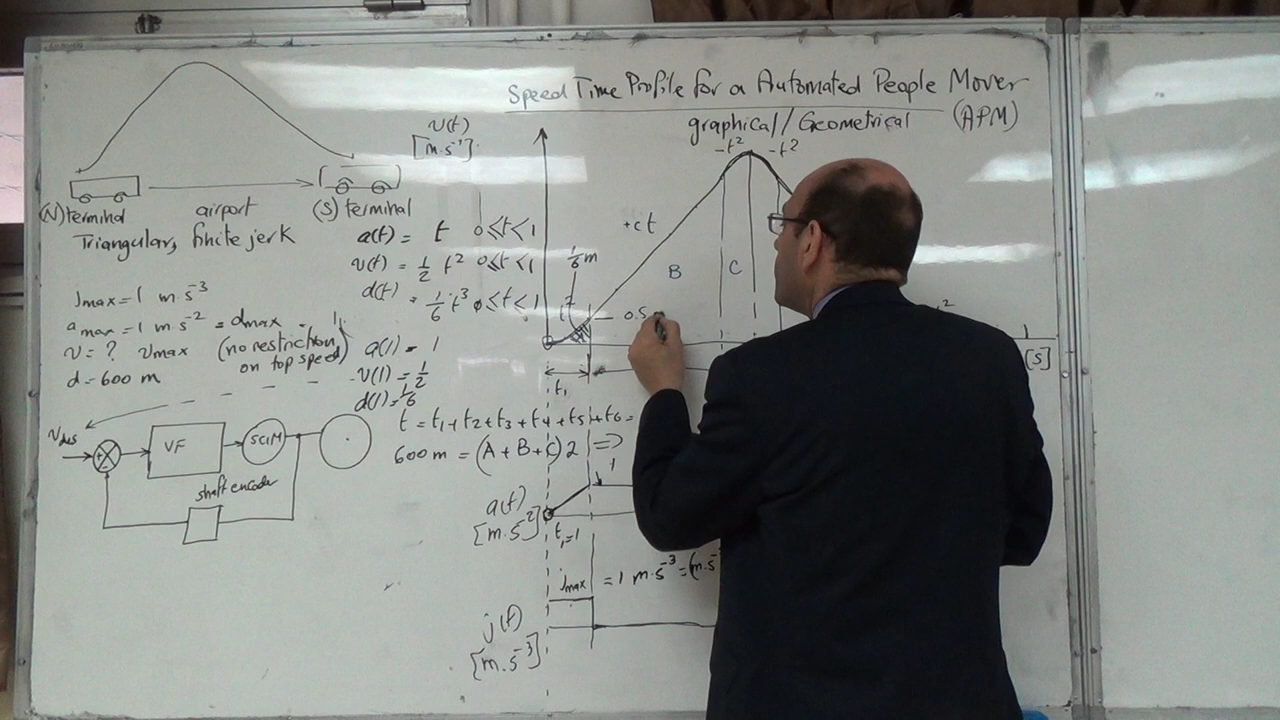 Speed Time Profile for a Automated People Mover
(APM)
graphical/Geometrical
v(t)
[m.s⁻¹]
-t² -t²
(N) terminal
airport
(S) terminal
Triangular, finite jerk
Jmax = 1 m s⁻³
amax = 1 m s⁻² = dmax
v = ? vmax (no restriction on top speed)
d = 600 m
a(t) = t 0≤t≤1
v(t) = 1/2 t² 0≤t≤1
d(t) = 1/6 t³ 0≤t≤1
a(1) = 1
v(1) = 1/2
d(1) = 1/6
1/6 m
+ct
B
C
t²
0.5
t₁
[s]
t = t₁+t₂+t₃+t₄+t₅+t₆=
600 m = (A+B+C)2 =>
VF
SCIM
shaft encoder
a(t)
[m.s⁻²]
t₁=1
1
Jmax = 1 m.s⁻³ = (m.s⁻
j(t)
[m.s⁻³]